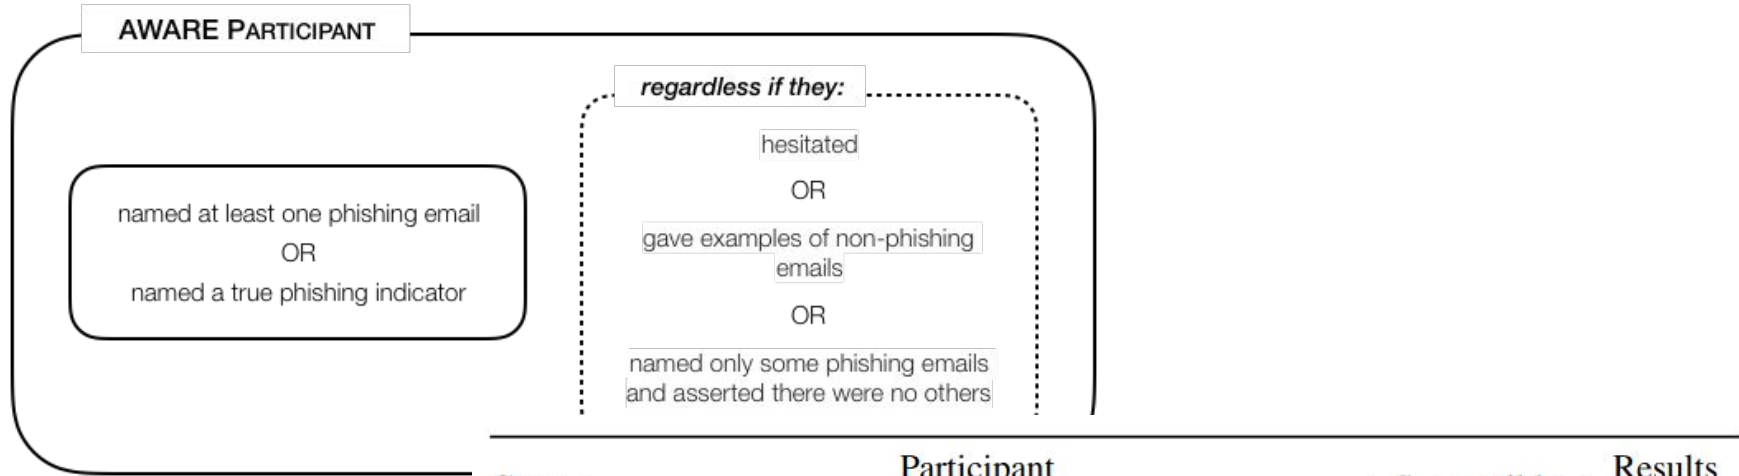 AWARE PARTICIPANT
regardless if they:
hesitated
OR
gave examples of non-phishing
emails
OR
named only some phishing emails
and asserted there were no others
named at least one phishing email
OR
named a true phishing indicator
Participant
Results